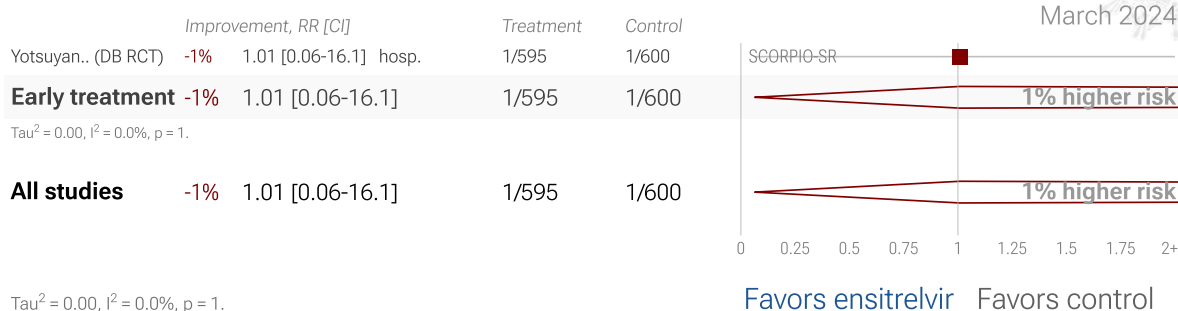 March 2024
Improvement, RR [CI] Treatment Control
Yotsuyan.. (DB RCT) -1% 1.01 [0.06-16.1] hosp. 1/595 1/600 SCORPIO-SR
Early treatment -1% 1.01 [0.06-16.1] 1/595 1/600 1% higher risk
Tau² = 0.00, I² = 0.0%, p = 1.
All studies -1% 1.01 [0.06-16.1] 1/595 1/600 1% higher risk
0 0.25 0.5 0.75 1 1.25 1.5 1.75 2+
Tau² = 0.00, I² = 0.0%, p = 1. Favors ensitrelvir Favors control